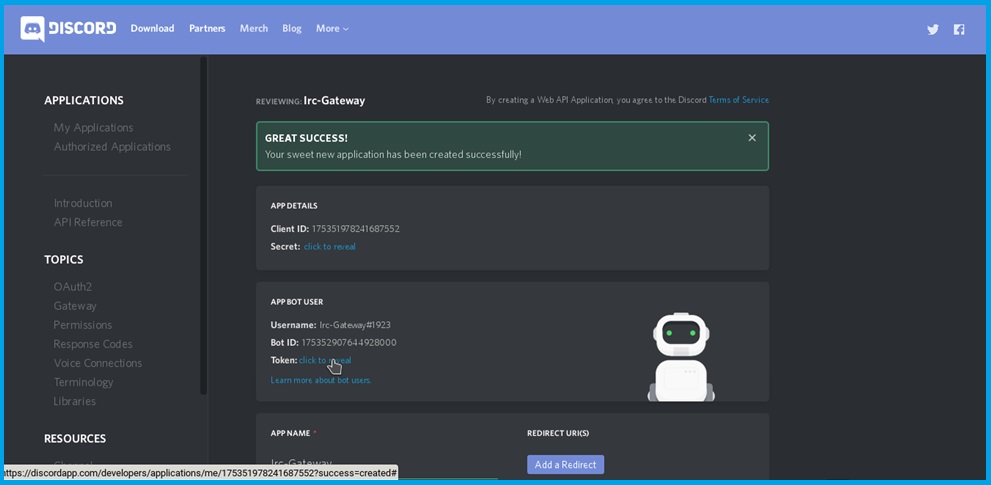 DISCORD Download Partners Merch Blog More
APPLICATIONS
My Applications
Authorized Applications
Introduction
API Reference
TOPICS
OAuth2
Gateway
Permissions
Response Codes
Voice Connections
Terminology
Libraries
RESOURCES
REVIEWING: Irc-Gateway
By creating a Web API Application, you agree to the Discord Terms of Service
GREAT SUCCESS!
Your sweet new application has been created successfully!
APP DETAILS
Client ID: 175351978241687552
Secret: click to reveal
APP BOT USER
Username: Irc-Gateway#1923
Bot ID: 175352907644928000
Token: click to reveal
Learn more about bot users.
APP NAME *
Irc-Gateway
REDIRECT URI(S)
Add a Redirect
https://discordapp.com/developers/applications/me/175351978241687552?success=created#